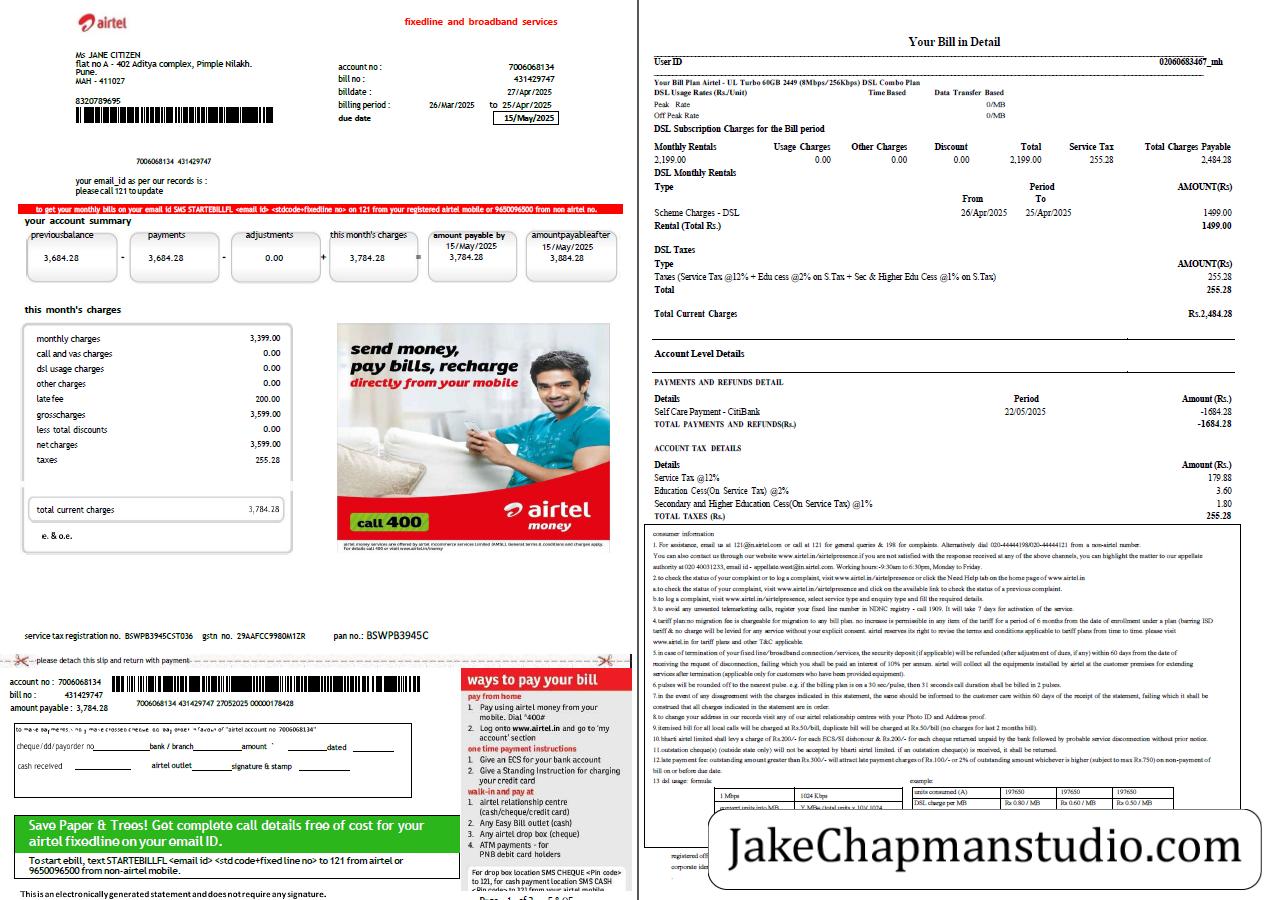 airtel
fixedline and broadband services
Ms JANE CITIZEN
flat no A - 402 Aditya complex, Pimple Nilakh.
Pune.
MAH - 411027
8320789695
account no : 7006068134
bill no : 431429747
billdate : 27/Apr/2025
billing period : 26/Mar/2025 to 25/Apr/2025
due date 15/May/2025
7006068134 431429747
your email_id as per our records is :
please call 121 to update
to get your monthly bills on your email id SMS STARTEBILLFL <email id> <stdcode+fixedline no> on 121 from your registered airtel mobile or 9650096500 from non airtel no.
your account summary
previousbalance payments adjustments this month's charges amount payable by amountpayableafter
15/May/2025 15/May/2025
3,684.28 - 3,684.28 - 0.00 + 3,784.28 = 3,784.28 3,884.28
this month's charges
monthly charges 3,399.00
call and vas charges 0.00
dsl usage charges 0.00
other charges 0.00
late fee 200.00
grosscharges 3,599.00
less total discounts 0.00
net charges 3,599.00
taxes 255.28
total current charges 3,784.28
e. & o.e.
send money,
pay bills, recharge
directly from your mobile
call 400
airtel
money
airtel money services are offered by airtel mcommerce services Limited (AMSL). General terms & conditions and charges apply.
For details call 400 or visit www.airtel.in/money
service tax registration no. BSWPB3945CST036 gstn no. 29AAFCC9980M1ZR pan no.: BSWPB3945C
please detach this slip and return with payment
account no : 7006068134
bill no : 431429747
amount payable : 3,784.28
7006068134 431429747 27052025 00000178428
to make payments, "airtel account no 7006068134"
cheque/dd/payorder no bank / branch amount ` dated
cash received airtel outlet signature & stamp
Save Paper & Trees! Get complete call details free of cost for your
airtel fixedline on your email ID.
To start ebill, text STARTEBILLFL <email id> <std code+fixed line no> to 121 from airtel or
9650096500 from non-airtel mobile.
This is an electronically generated statement and does not require any signature.
ways to pay your bill
pay from home
1. Pay using airtel money from your
mobile. Dial *400#
2. Log onto www.airtel.in and go to 'my
account' section
one time payment instructions
1. Give an ECS for your bank account
2. Give a Standing Instruction for charging
your credit card
walk-in and pay at
1. airtel relationship centre
(cash/cheque/credit card)
2. Any Easy Bill outlet (cash)
3. Any airtel drop box (cheque)
4. ATM payments - for
PNB debit card holders
For drop box location SMS CHEQUE <Pin code>
to 121, for cash payment location SMS CASH
<Pin code> to 121 from your airtel mobile
Page 1 of 2 E & OE
Your Bill in Detail
User ID 02060683467_mh
Your Bill Plan Airtel - UL Turbo 60GB 2449 (8Mbps/256Kbps) DSL Combo Plan
DSL Usage Rates (Rs./Unit) Time Based Data Transfer Based
Peak Rate 0/MB
Off Peak Rate 0/MB
DSL Subscription Charges for the Bill period
Monthly Rentals Usage Charges Other Charges Discount Total Service Tax Total Charges Payable
2,199.00 0.00 0.00 0.00 2,199.00 255.28 2,484.28
DSL Monthly Rentals
Type Period AMOUNT(Rs)
From To
Scheme Charges - DSL 26/Apr/2025 25/Apr/2025 1499.00
Rental (Total Rs.) 1499.00
DSL Taxes
Type AMOUNT(Rs)
Taxes (Service Tax @12% + Edu cess @2% on S.Tax + Sec & Higher Edu Cess @1% on S.Tax) 255.28
Total 255.28
Total Current Charges Rs.2,484.28
Account Level Details
PAYMENTS AND REFUNDS DETAIL
Details Period Amount (Rs.)
Self Care Payment - CitiBank 22/05/2025 -1684.28
TOTAL PAYMENTS AND REFUNDS(Rs.) -1684.28
ACCOUNT TAX DETAILS
Details Amount (Rs.)
Service Tax @12% 179.88
Education Cess(On Service Tax) @2% 3.60
Secondary and Higher Education Cess(On Service Tax) @1% 1.80
TOTAL TAXES (Rs.) 255.28
consumer information
1. For assistance, email us at 121@in.airtel.com or call at 121 for general queries & 198 for complaints. Alternatively dial 020-44444198/020-44444121 from a non-airtel number.
You can also contact us through our website www.airtel.in/airtelpresence.if you are not satisfied with the response received at any of the above channels, you can highlight the matter to our appellate
authority at 020 40031233, email id - appellate.west@in.airtel.com. Working hours:-9:30am to 6:30pm, Monday to Friday.
2.to check the status of your complaint or to log a complaint, visit www.airtel.in/airtelpresence or click the Need Help tab on the home page of www.airtel.in
a.to check the status of your complaint, visit www.airtel.in/airtelpresence and click on the available link to check the status of a previous complaint.
b.to log a complaint, visit www.airtel.in/airtelpresence, select service type and enquiry type and fill the required details.
3.to avoid any unwanted telemarketing calls, register your fixed line number in NDNC registry - call 1909. It will take 7 days for activation of the service.
4.tariff plan:no migration fee is chargeable for migration to any bill plan. no increase is permissible in any item of the tariff for a period of 6 months from the date of enrollment under a plan (barring ISD
tariff & no charge will be levied for any service without your explicit consent. airtel reserves its right to revise the terms and conditions applicable to tariff plans from time to time. please visit
www.airtel.in for tariff plans and other T&C applicable.
5.in case of termination of your fixed line/broadband connection/services, the security deposit (if applicable) will be refunded (after adjustment of dues, if any) within 60 days from the date of
receiving the request of disconnection, failing which you shall be paid an interest of 10% per annum. airtel will collect all the equipments installed by airtel at the customer premises for extending
services after termination (applicable only for customers who have been provided equipment).
6.pulses will be rounded off to the nearest pulse. e.g. if the billing plan is on a 30 sec/pulse, then 31 seconds call duration shall be billed in 2 pulses.
7.in the event of any disagreement with the charges indicated in this statement, the same should be informed to the customer care within 60 days of the receipt of the statement, failing which it shall be
construed that all charges indicated in statement are in order.
8.to change your address in our records visit any of our airtel relationship centres with your Photo ID and Address proof.
9.itemised bill for all local calls will be charged at Rs.50/bill, duplicate bill will be charged at Rs.50/bill (no charges for last 2 months bill).
10.bharti airtel limited shall levy a charge of Rs.200/- for each ECS/SI dishonour & Rs.200/- for each cheque returned unpaid by the bank followed by probable service disconnection without prior notice.
11.outstation cheque(s) (outside state only) will not be accepted by bharti airtel limited. if an outstation cheque(s) is received, it shall be returned.
12.late payment fee: outstanding amount greater than Rs.300/- will attract late payment charges of Rs.100/- or 2% of outstanding amount whichever is higher (subject to max Rs.750) on non-payment of
bill on or before due date.
13 dsl usage: formula: example:
1 Mbps 1024 Kbps
convert units into MB Y MB= (total units x 10)/ 1024
units consumed (A) 197650 197650 197650
DSL charge per MB Rs 0.80 / MB Rs 0.60 / MB Rs 0.50 / MB
registered off
corporate iden
JakeChapmanstudio.com